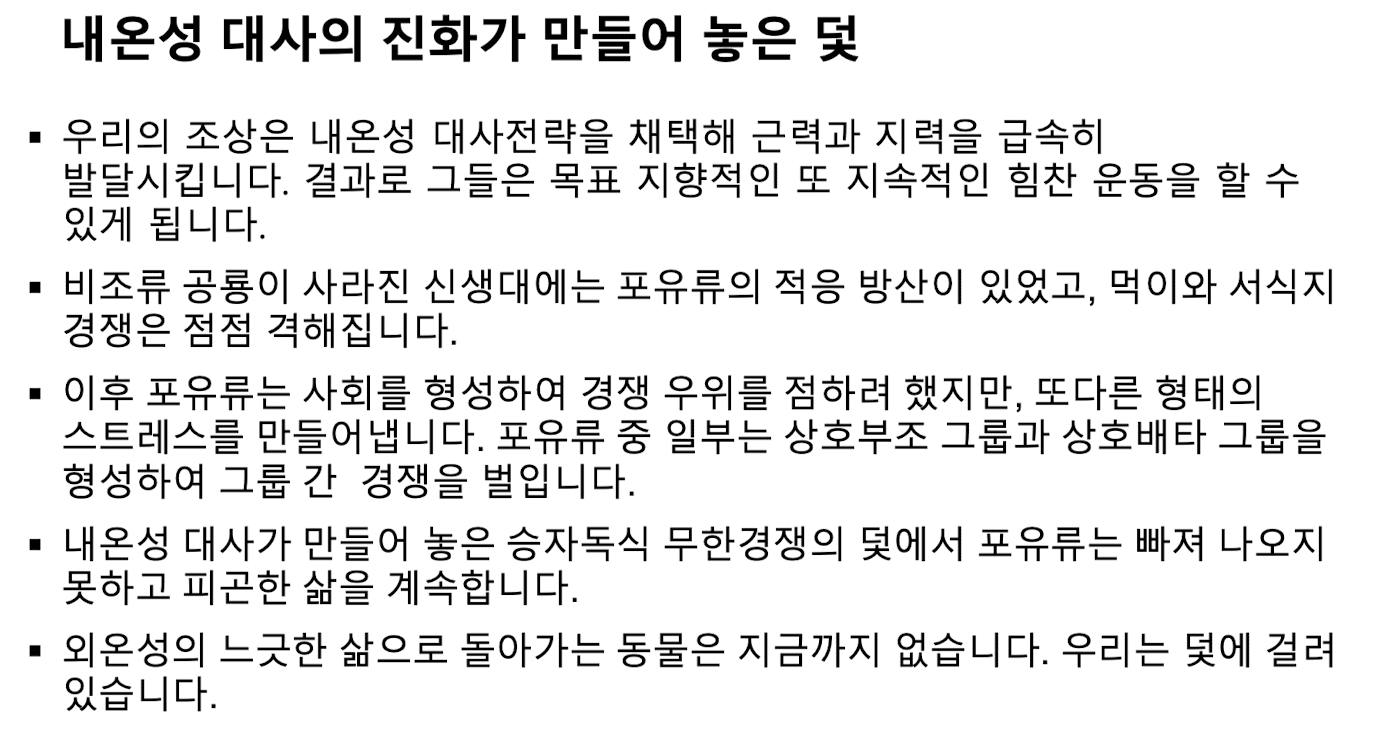 내온성 대사의 진화가 만들어 놓은 덫
▪ 우리의 조상은 내온성 대사전략을 채택해 근력과 지력을 급속히
발달시킵니다. 결과로 그들은 목표 지향적인 또 지속적인 힘찬 운동을 할 수
있게 됩니다.
▪ 비조류 공룡이 사라진 신생대에는 포유류의 적응 방산이 있었고, 먹이와 서식지
경쟁은 점점 격해집니다.
▪ 이후 포유류는 사회를 형성하여 경쟁 우위를 점하려 했지만, 또다른 형태의
스트레스를 만들어냅니다. 포유류 중 일부는 상호부조 그룹과 상호배타 그룹을
형성하여 그룹 간  경쟁을 벌입니다.
▪ 내온성 대사가 만들어 놓은 승자독식 무한경쟁의 덫에서 포유류는 빠져 나오지
못하고 피곤한 삶을 계속합니다.
▪ 외온성의 느긋한 삶으로 돌아가는 동물은 지금까지 없습니다. 우리는 덫에 걸려
있습니다.